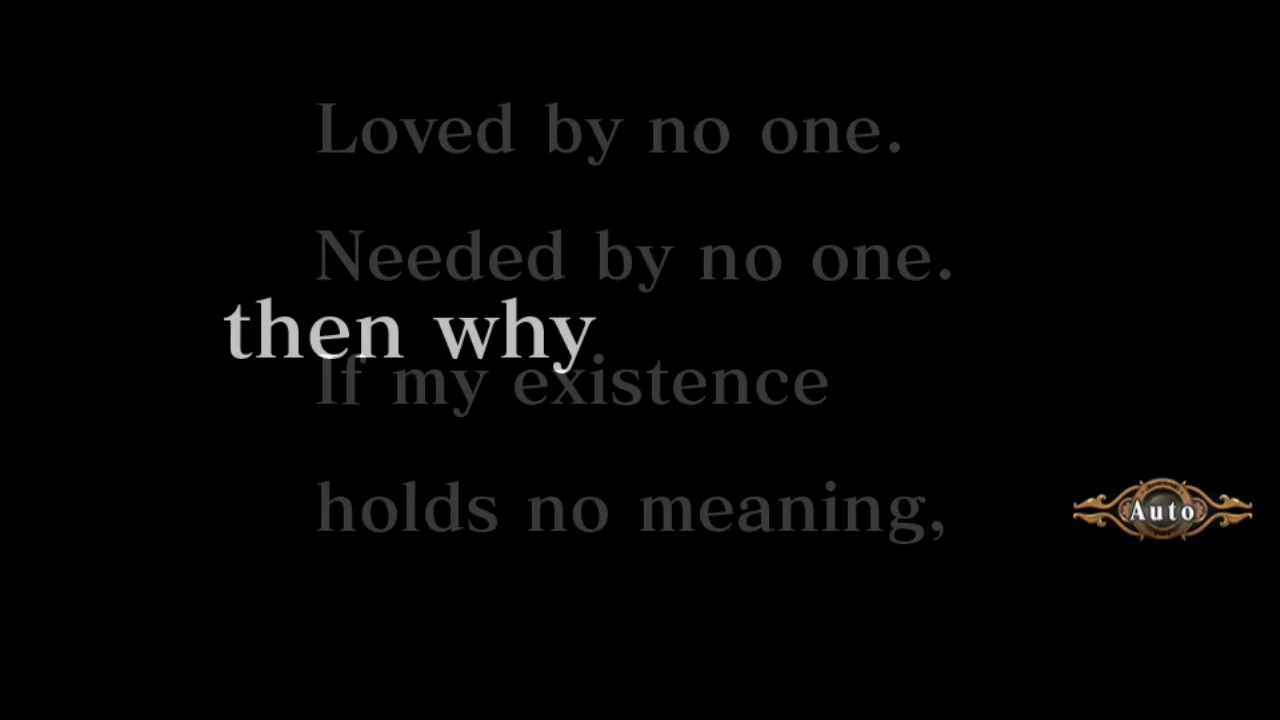 Loved by no one.
Needed by no one.
then why
If my existence
holds no meaning,
Auto